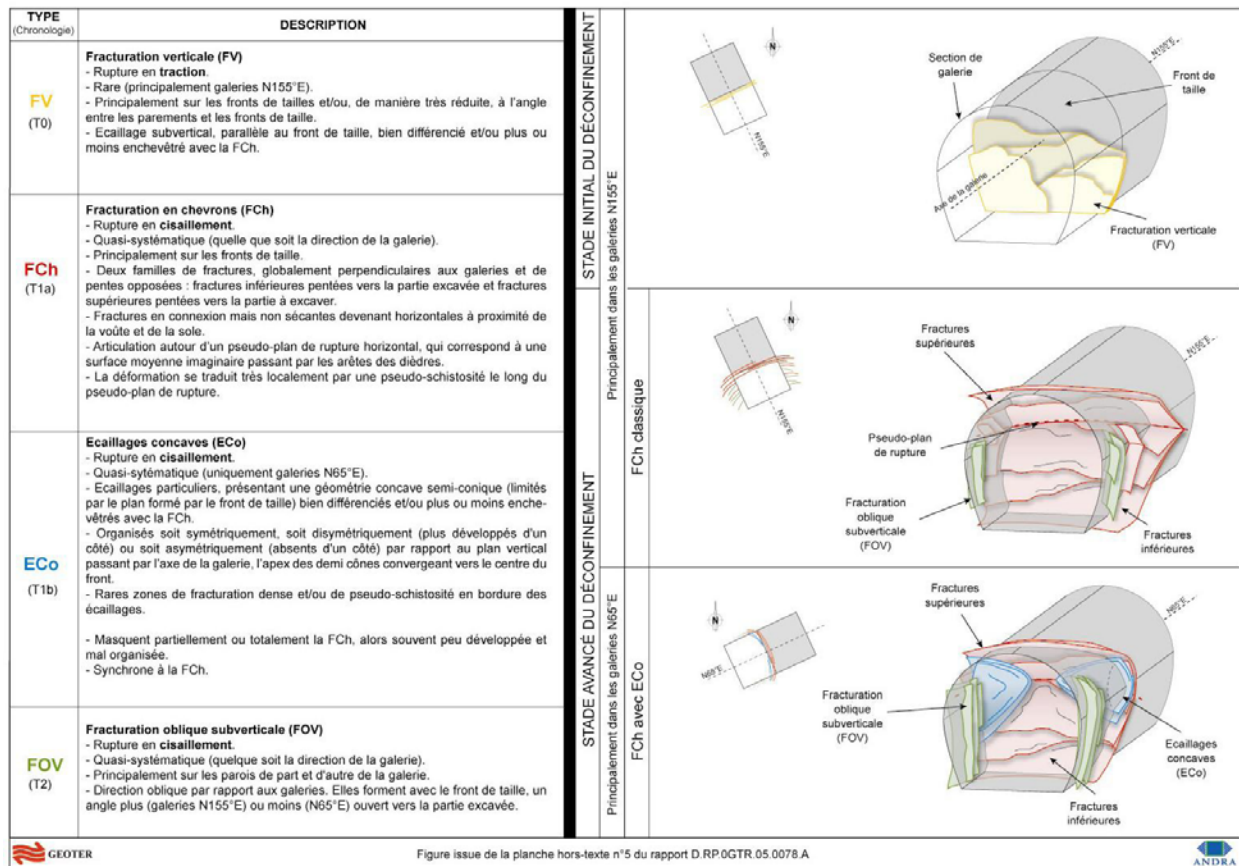 TYPE
(Chronologie)
DESCRIPTION
FV
(T0)
Fracturation verticale (FV)
- Rupture en traction.
- Rare (principalement galeries N155°E).
- Principalement sur les fronts de tailles et/ou, de manière très réduite, à l'angle
entre les parements et les fronts de taille.
- Ecaillage subvertical, parallèle au front de taille, bien différencié et/ou plus ou
moins enchevêtré avec la FCh.
FCh
(T1a)
Fracturation en chevrons (FCh)
- Rupture en cisaillement.
- Quasi-systématique (quelle que soit la direction de la galerie).
- Principalement sur les fronts de taille.
- Deux familles de fractures, globalement perpendiculaires aux galeries et de
pentes opposées : fractures inférieures pentées vers la partie excavée et fractures
supérieures pentées vers la partie à excaver.
- Fractures en connexion mais non sécantes devenant horizontales à proximité de
la voûte et de la sole.
- Articulation autour d'un pseudo-plan de rupture horizontal, qui correspond à une
surface moyenne imaginaire passant par les arêtes des dièdres.
- La déformation se traduit très localement par une pseudo-schistosité le long du
pseudo-plan de rupture.
ECo
(T1b)
Ecaillages concaves (ECo)
- Rupture en cisaillement.
- Quasi-sytématique (uniquement galeries N65°E).
- Ecaillages particuliers, présentant une géométrie concave semi-conique (limités
par le plan formé par le front de taille) bien différenciés et/ou plus ou moins enche-
vêtrés avec la FCh.
- Organisés soit symétriquement, soit disymétriquement (plus développés d'un
côté) ou soit asymétriquement (absents d'un côté) par rapport au plan vertical
passant par l'axe de la galerie, l'apex des demi cônes convergeant vers le centre du
front.
- Rares zones de fracturation dense et/ou de pseudo-schistosité en bordure des
écaillages.
- Masquent partiellement ou totalement la FCh, alors souvent peu développée et
mal organisée.
- Synchrone à la FCh.
FOV
(T2)
Fracturation oblique subverticale (FOV)
- Rupture en cisaillement.
- Quasi-systématique (quelque soit la direction de la galerie).
- Principalement sur les parois de part et d'autre de la galerie.
- Direction oblique par rapport aux galeries. Elles forment avec le front de taille, un
angle plus (galeries N155°E) ou moins (N65°E) ouvert vers la partie excavée.
STADE INITIAL DU DÉCONFINEMENT
STADE AVANCÉ DU DÉCONFINEMENT
Principalement dans les galeries N155°E
Principalement dans les galeries N65°E
FCh classique
FCh avec ECo
N
N155°E
Section de
galerie
N155°E
Front de
taille
Axe de la galerie
Fracturation verticale
(FV)
N
N155°E
Fractures
supérieures
N155°E
Pseudo-plan
de rupture
Fracturation
oblique
subverticale
(FOV)
Fractures
inférieures
N
N65°E
Fractures
supérieures
N65°E
Fracturation
oblique
subverticale
(FOV)
Ecaillages
concaves
(ECo)
Fractures
inférieures
GEOTER
Figure issue de la planche hors-texte n°5 du rapport D.RP.0GTR.05.0078.A
ANDRA